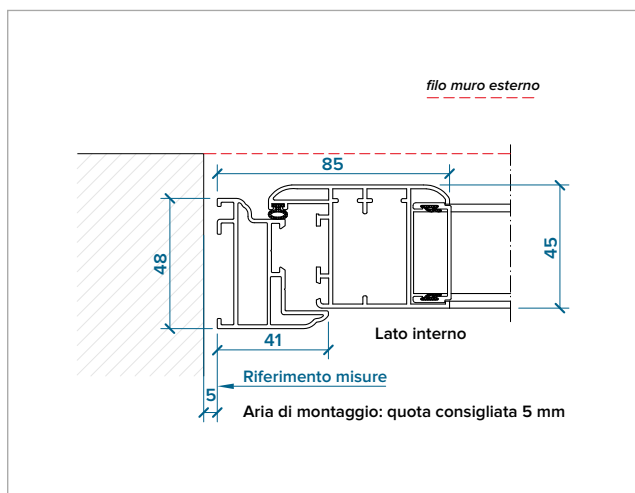 filo muro esterno
85
48
45
Lato interno
41
Riferimento misure
5
Aria di montaggio: quota consigliata 5 mm